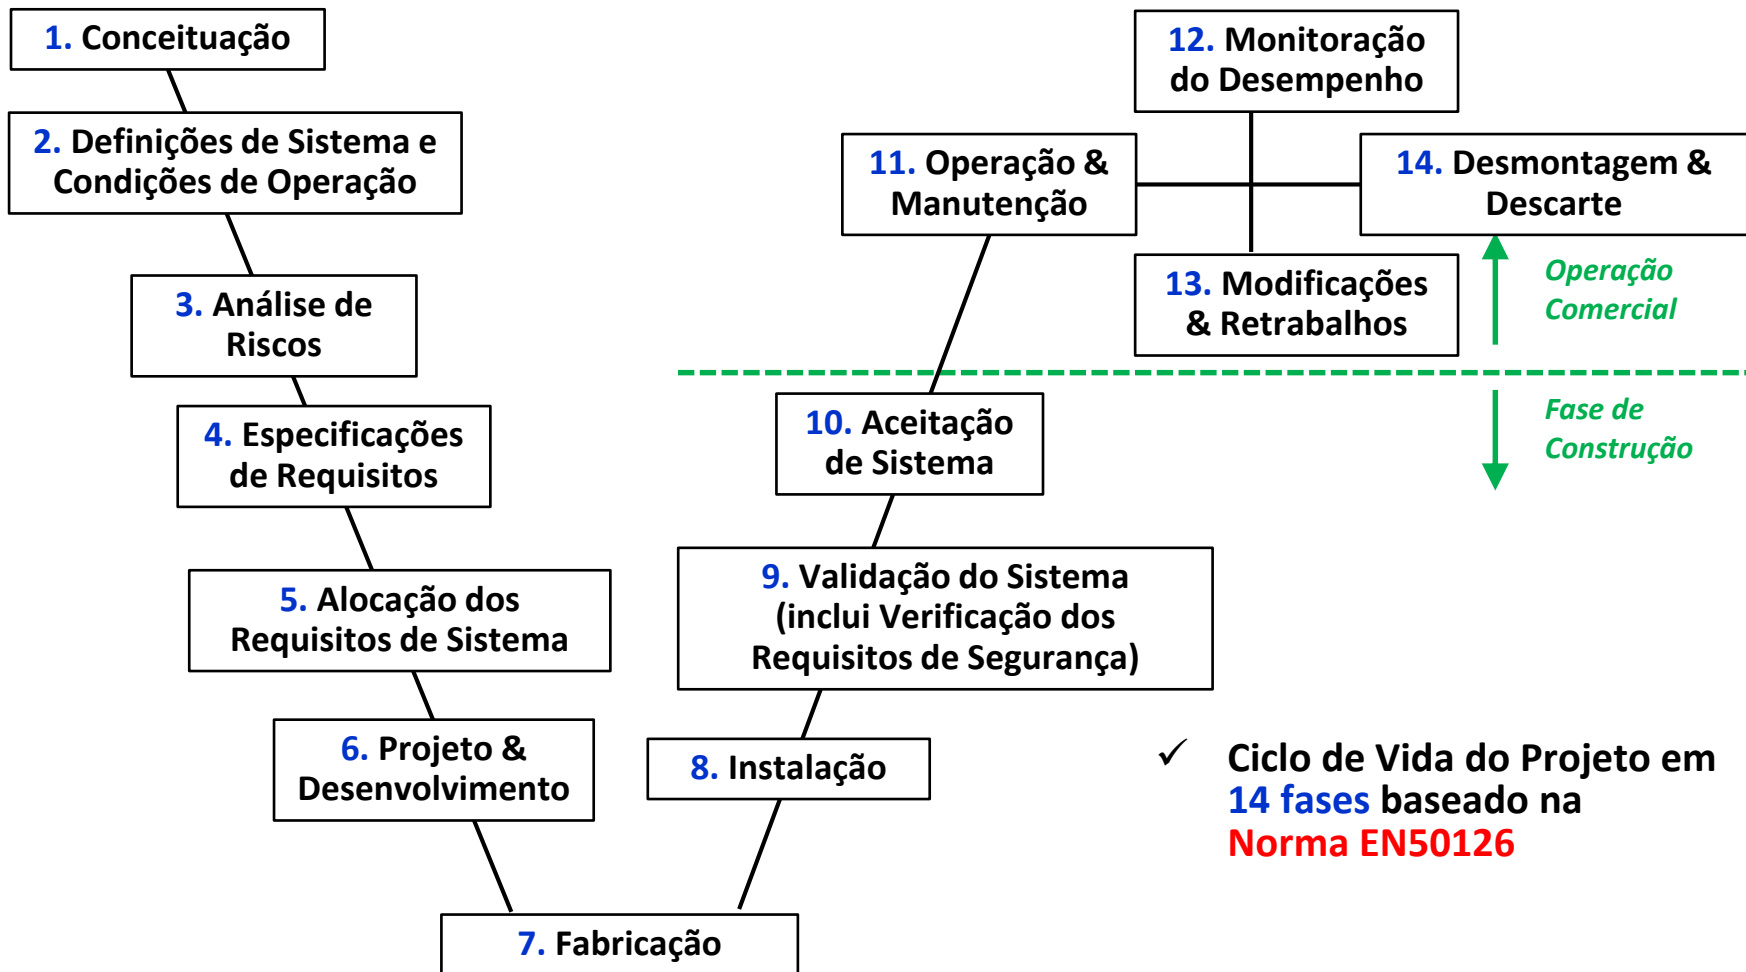 1. Conceituação
2. Definições de Sistema e
Condições de Operação
3. Análise de
Riscos
4. Especificações
de Requisitos
5. Alocação dos
Requisitos de Sistema
6. Projeto &
Desenvolvimento
7. Fabricação
8. Instalação
9. Validação do Sistema
(inclui Verificação dos
Requisitos de Segurança)
10. Aceitação
de Sistema
11. Operação &
Manutenção
12. Monitoração
do Desempenho
13. Modificações
& Retrabalhos
14. Desmontagem &
Descarte
Operação
Comercial
Fase de
Construção
✓ Ciclo de Vida do Projeto em
14 fases baseado na
Norma EN50126